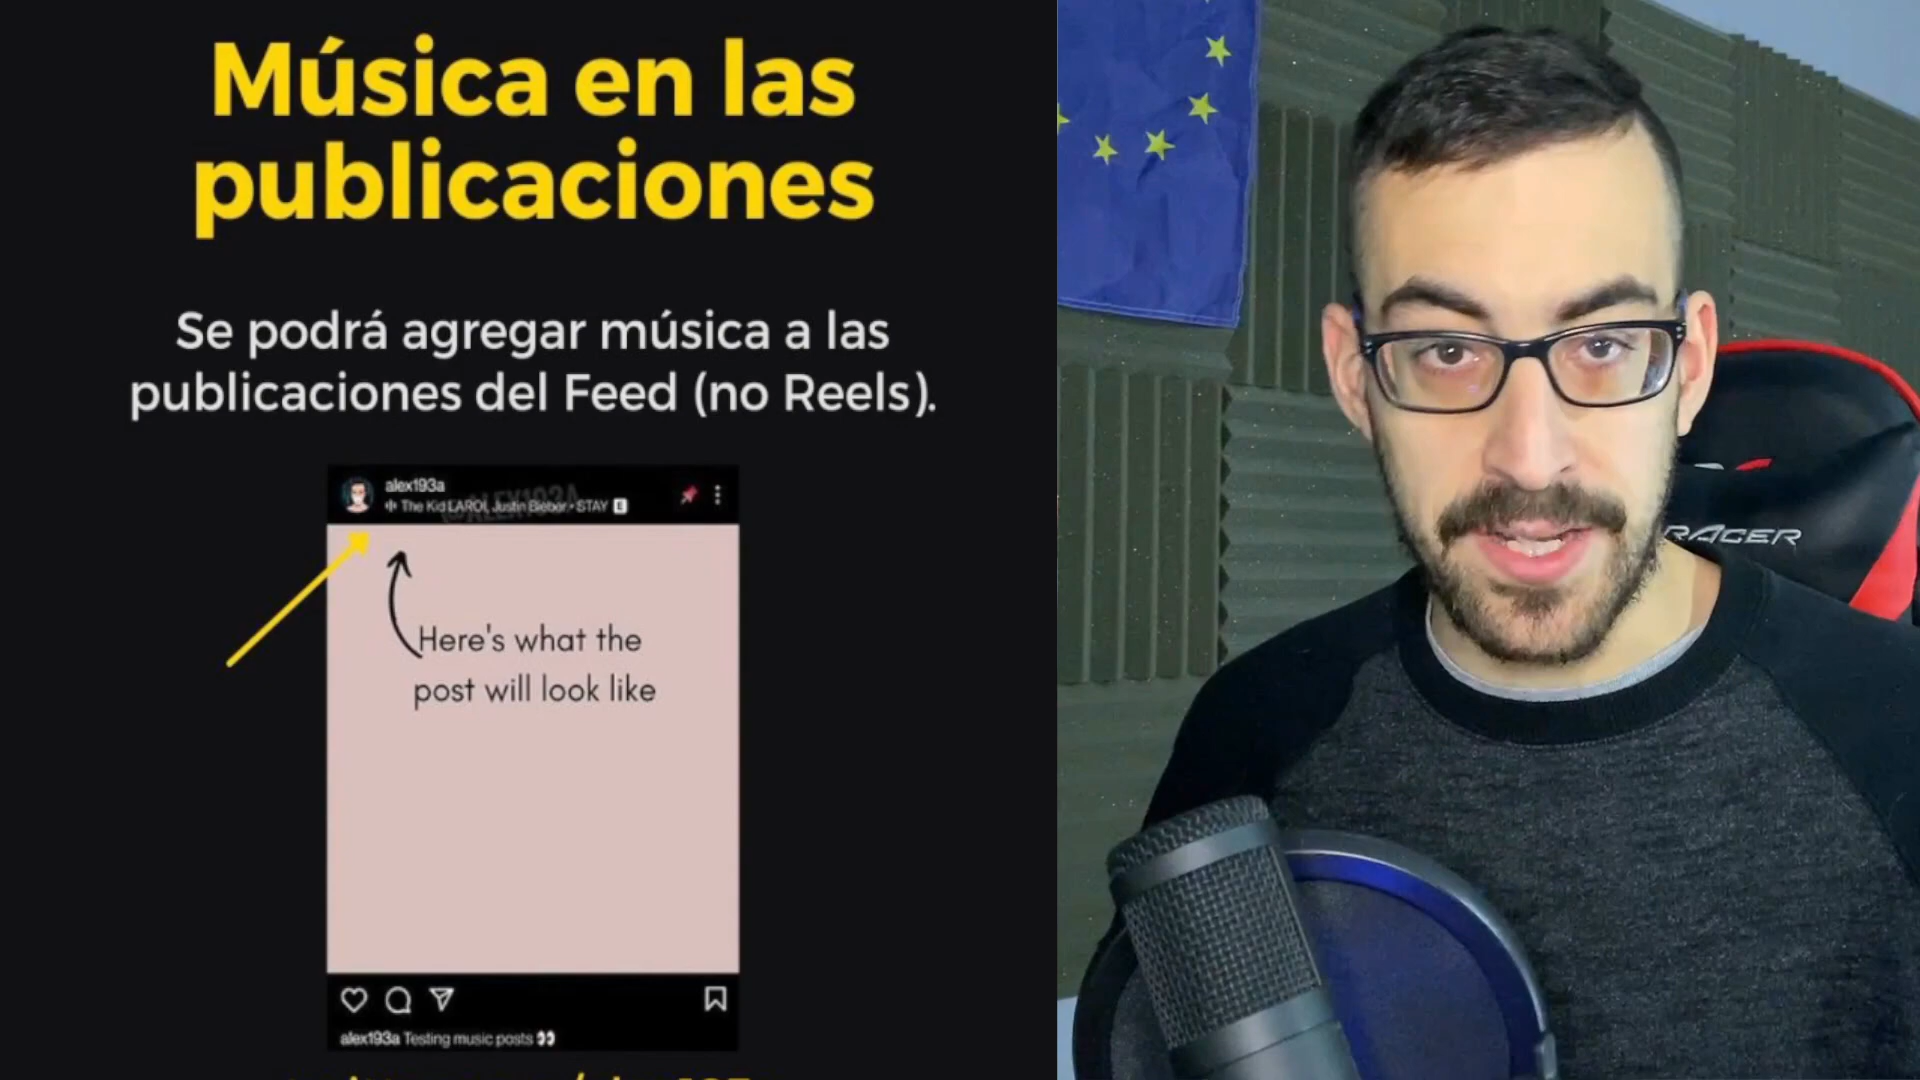 Música en las
publicaciones
Se podrá agregar música a las
publicaciones del Feed (no Reels).
alex193a
The Kid LAROI, Justin Bieber • STAY E
@ALEX193A
Here's what the
post will look like
alex193a Testing music posts 👀
RACER